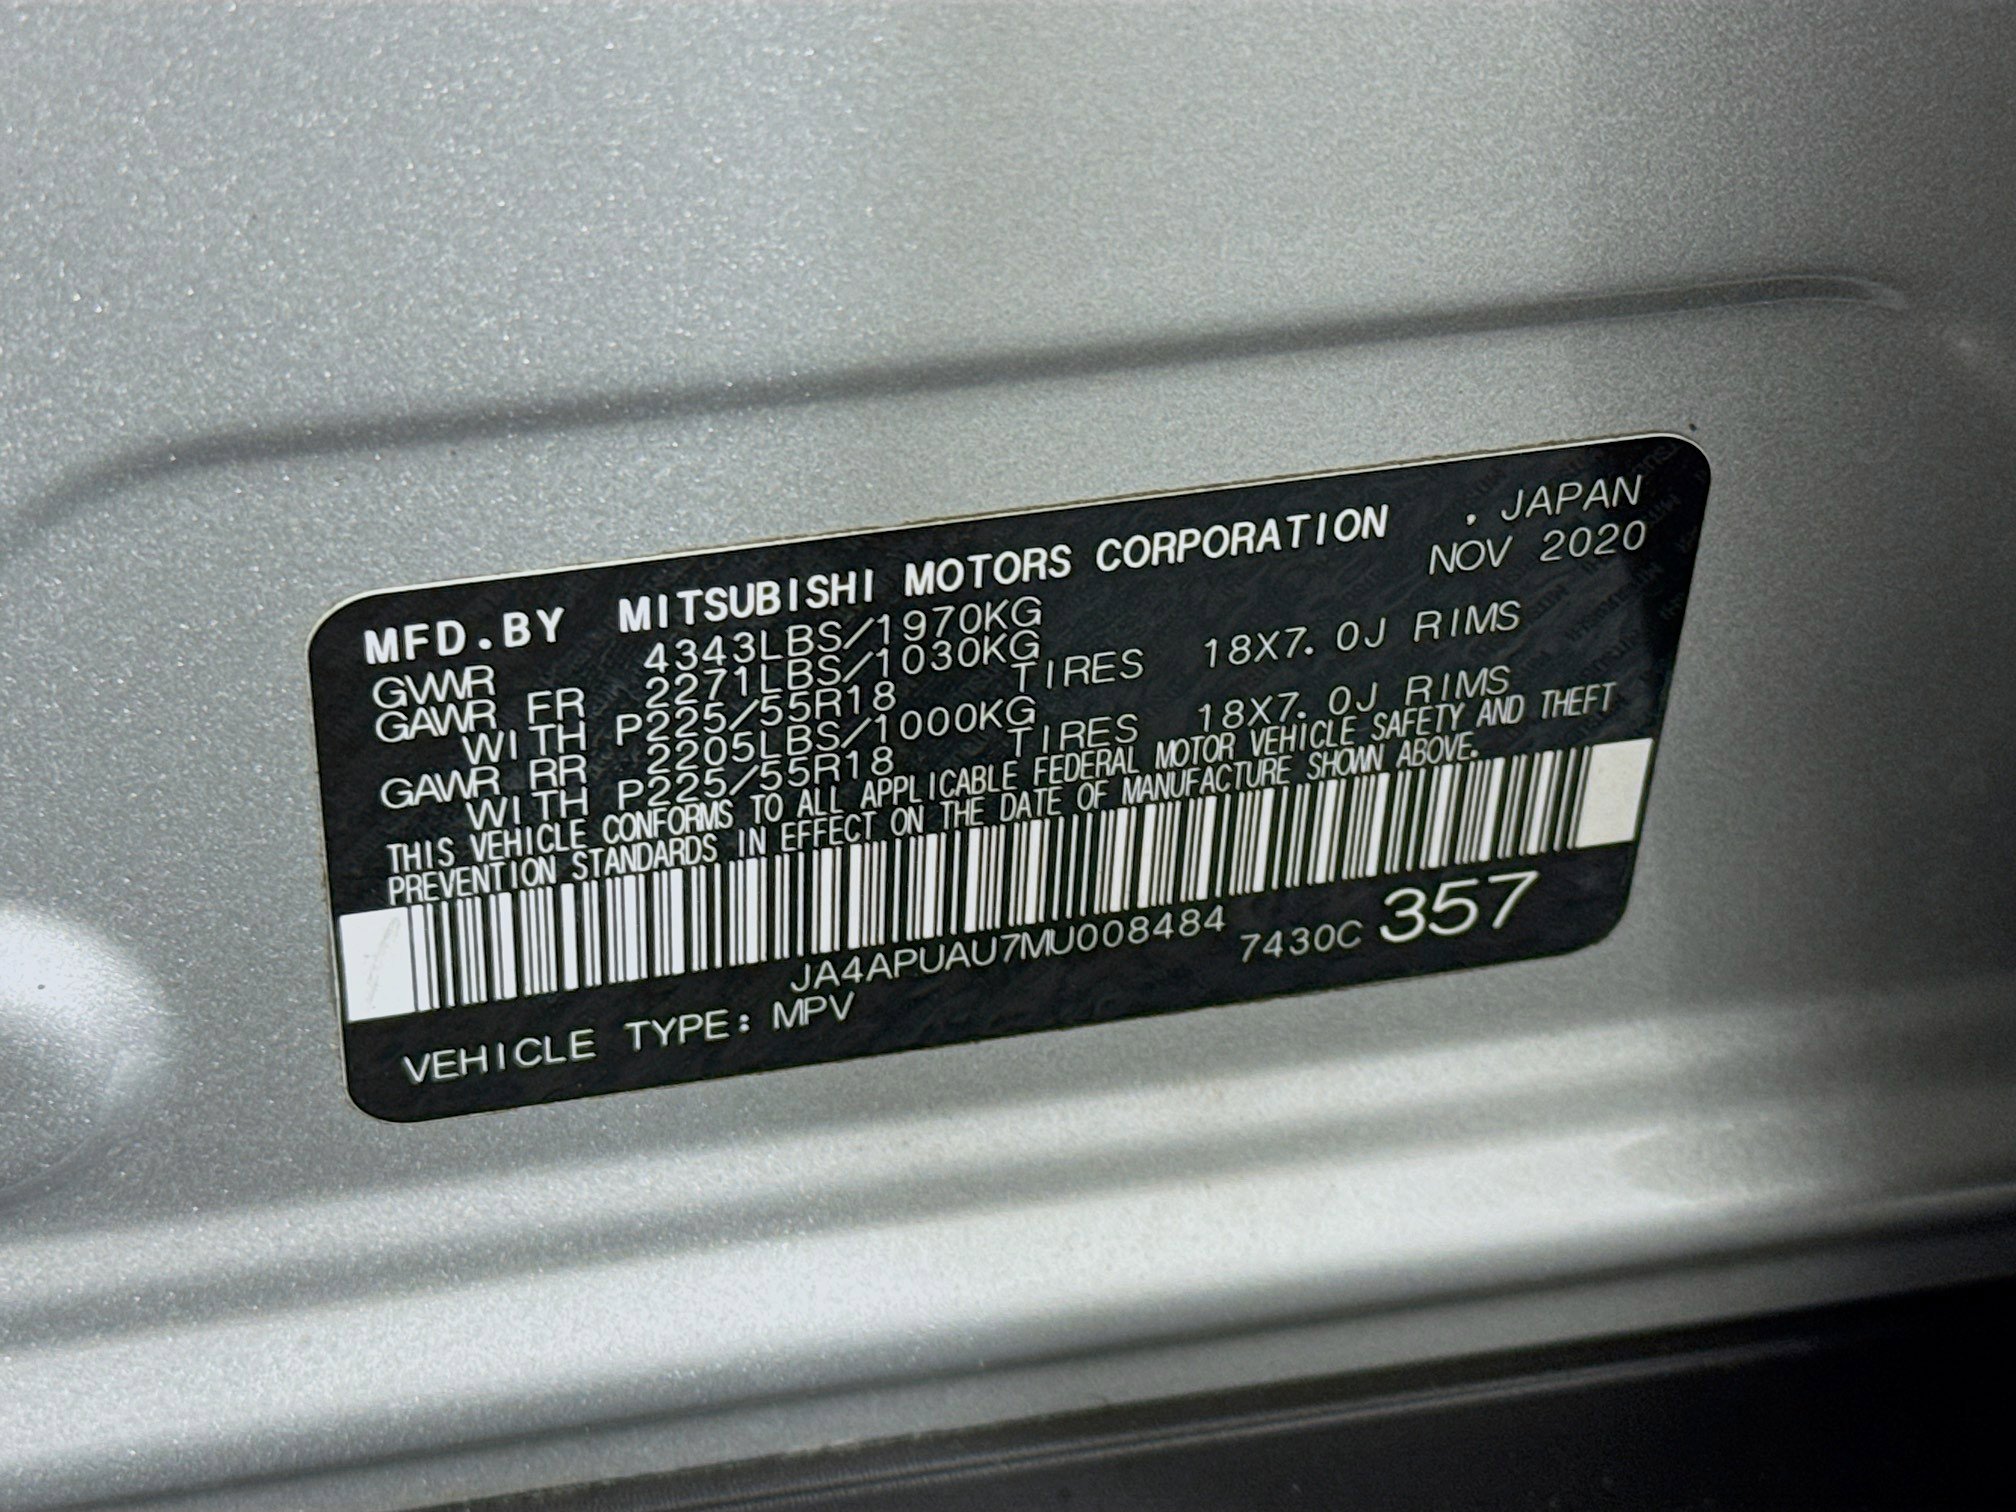 MFD.BY MITSUBISHI MOTORS CORPORATION , JAPAN
GVWR 4343LBS/1970KG NOV 2020
GAWR FR 2271LBS/1030KG
WITH P225/55R18 TIRES 18X7.0J RIMS
GAWR RR 2205LBS/1000KG
WITH P225/55R18 TIRES 18X7.0J RIMS
THIS VEHICLE CONFORMS TO ALL APPLICABLE FEDERAL MOTOR VEHICLE SAFETY AND THEFT
PREVENTION STANDARDS IN EFFECT ON THE DATE OF MANUFACTURE SHOWN ABOVE.
JA4APUAU7MU008484 7430C 357
VEHICLE TYPE: MPV